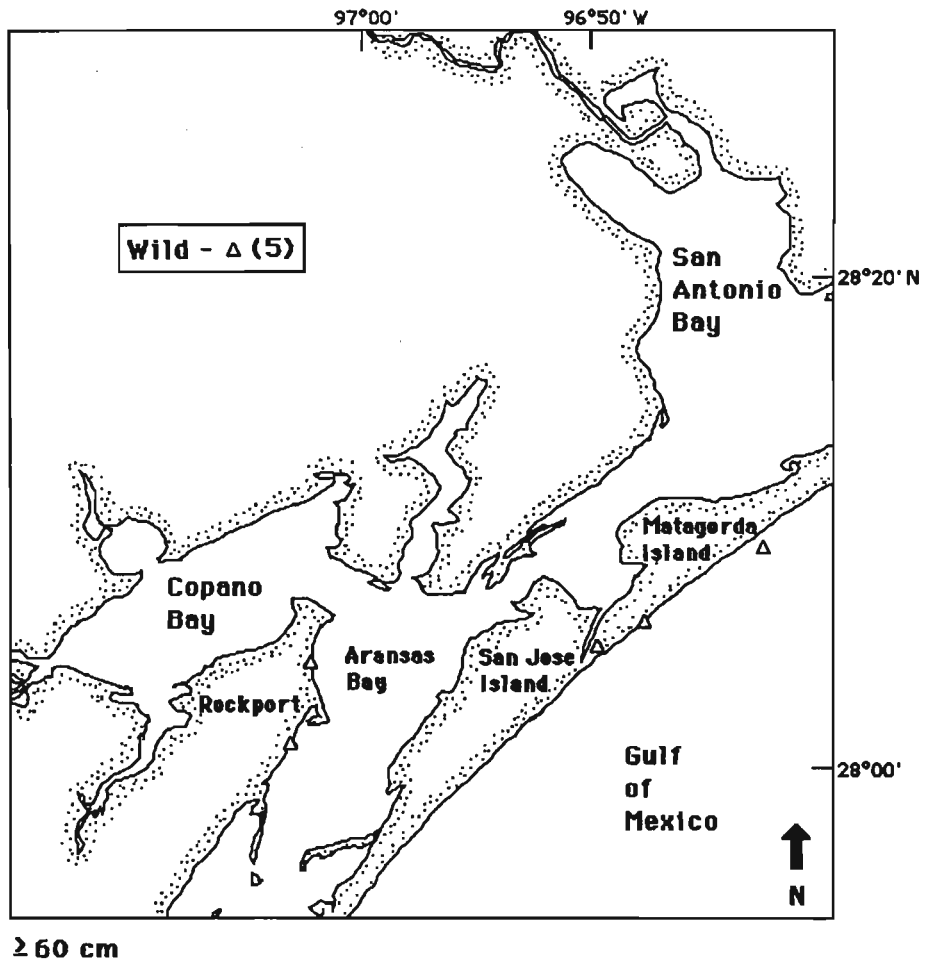 97°00'
96°50' W
Wild - Δ (5)
San
Antonio
Bay
28°20' N
Matagorda
Island
Copano
Bay
Aransas
Bay
San Jose
Island
Rockport
Gulf
of
Mexico
28°00'
N
≥ 60 cm